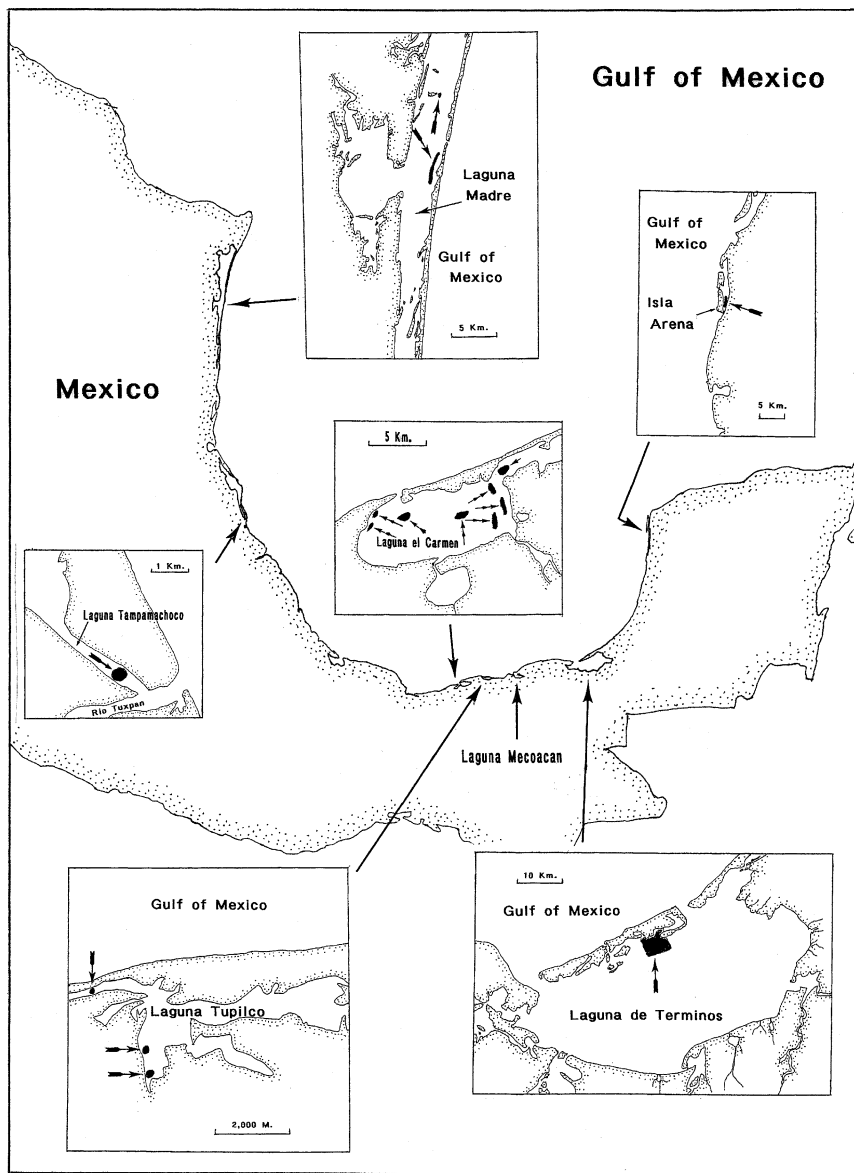 Gulf of Mexico
Laguna
Madre
Gulf of
Mexico
5 Km.
Gulf of
Mexico
Isla
Arena
5 Km.
Mexico
5 Km.
Laguna el Carmen
1 Km.
Laguna Tampamachoco
Río Tuxpan
Laguna Mecoacan
Gulf of Mexico
Laguna Tupilco
2,000 M.
10 Km.
Gulf of Mexico
Laguna de Terminos